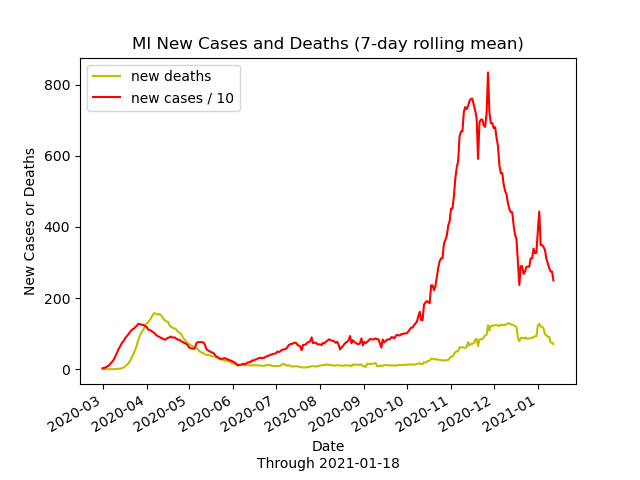 MI New Cases and Deaths (7-day rolling mean)
new deaths
new cases / 10
800
600
400
200
0
New Cases or Deaths
2020-03
2020-04
2020-05
2020-06
2020-07
2020-08
2020-09
2020-10
2020-11
2020-12
2021-01
Date
Through 2021-01-18